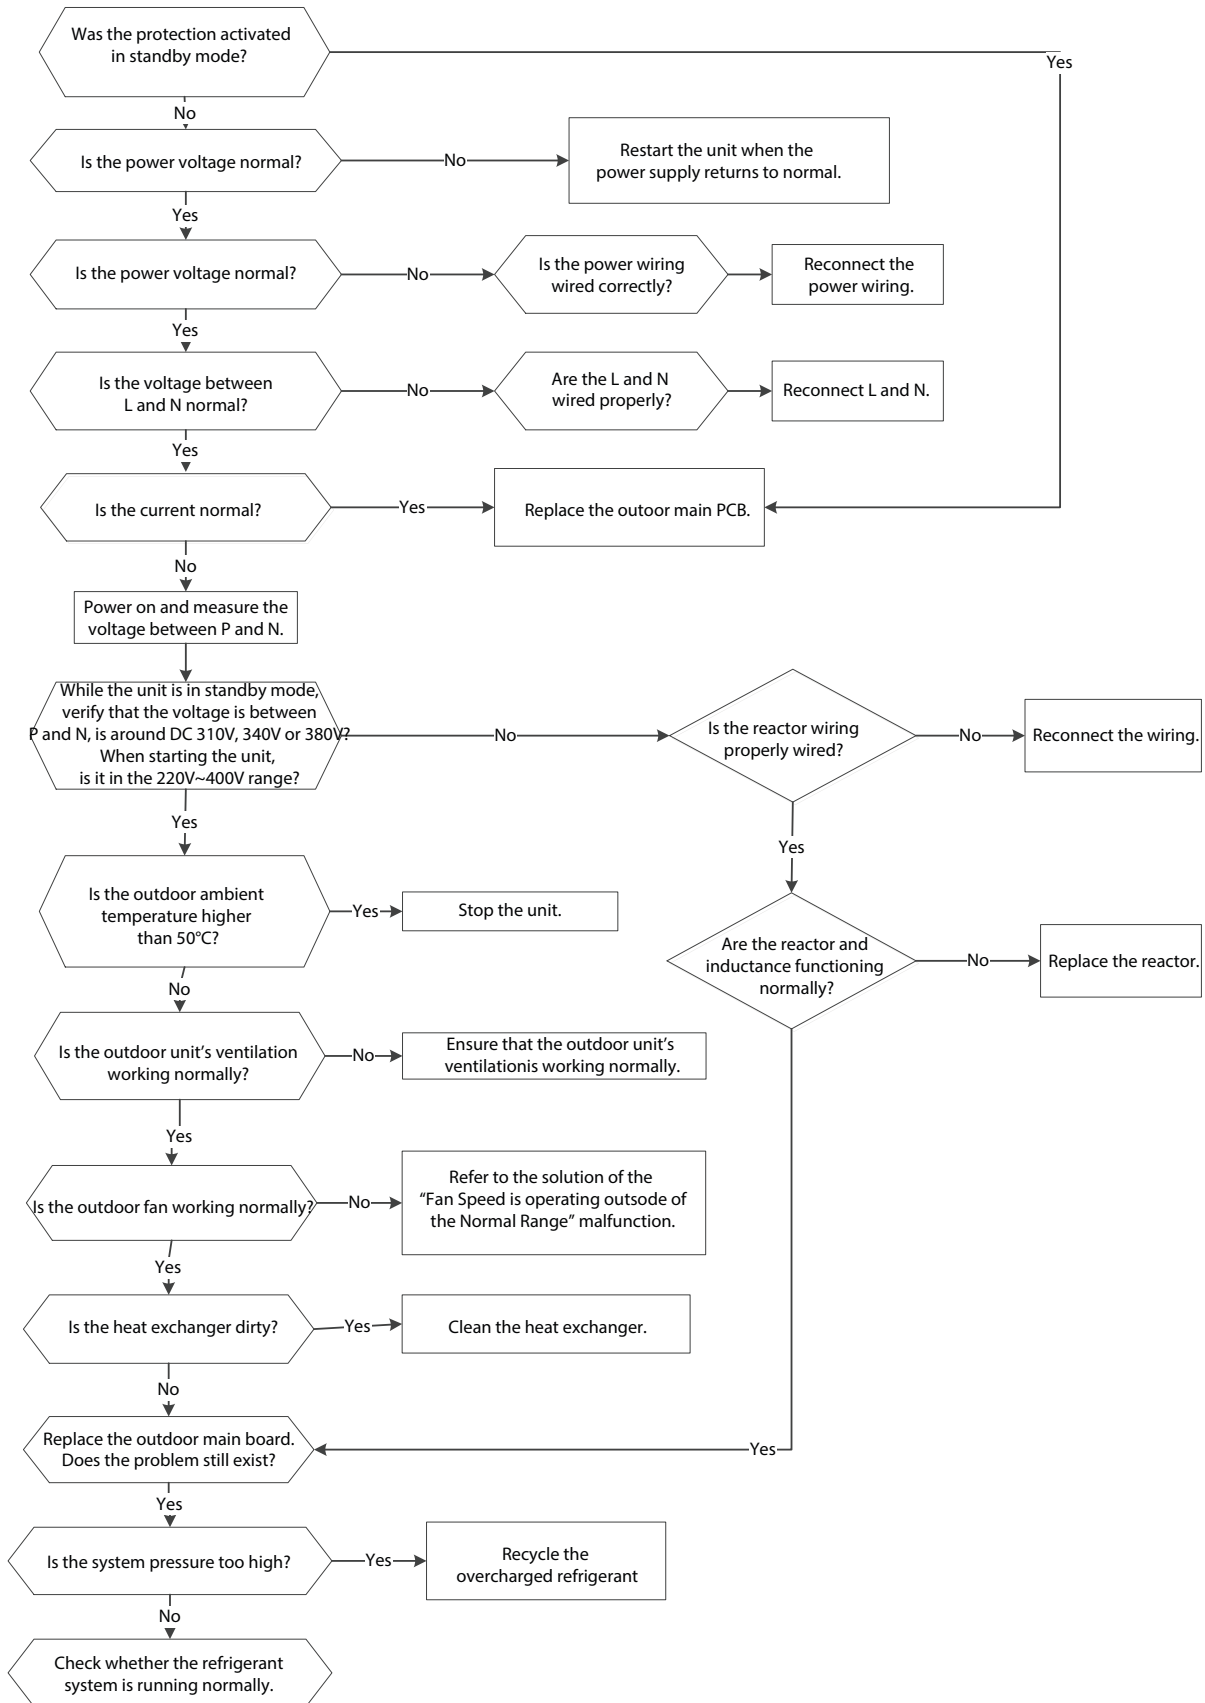 Was the protection activated
in standby mode?
Yes
No
Is the power voltage normal?
No
Restart the unit when the
power supply returns to normal.
Yes
Is the power voltage normal?
No
Is the power wiring
wired correctly?
Reconnect the
power wiring.
Yes
Is the voltage between
L and N normal?
No
Are the L and N
wired properly?
Reconnect L and N.
Yes
Is the current normal?
Yes
Replace the outoor main PCB.
No
Power on and measure the
voltage between P and N.
While the unit is in standby mode,
verify that the voltage is between
P and N, is around DC 310V, 340V or 380V?
When starting the unit,
is it in the 220V~400V range?
No
Is the reactor wiring
properly wired?
No
Reconnect the wiring.
Yes
Yes
Is the outdoor ambient
temperature higher
than 50°C?
Yes
Stop the unit.
Are the reactor and
inductance functioning
normally?
No
Replace the reactor.
No
Is the outdoor unit’s ventilation
working normally?
No
Ensure that the outdoor unit’s
ventilationis working normally.
Yes
Is the outdoor fan working normally?
No
Refer to the solution of the
“Fan Speed is operating outsode of
the Normal Range” malfunction.
Yes
Is the heat exchanger dirty?
Yes
Clean the heat exchanger.
No
Replace the outdoor main board.
Does the problem still exist?
Yes
Yes
Is the system pressure too high?
Yes
Recycle the
overcharged refrigerant
No
Check whether the refrigerant
system is running normally.